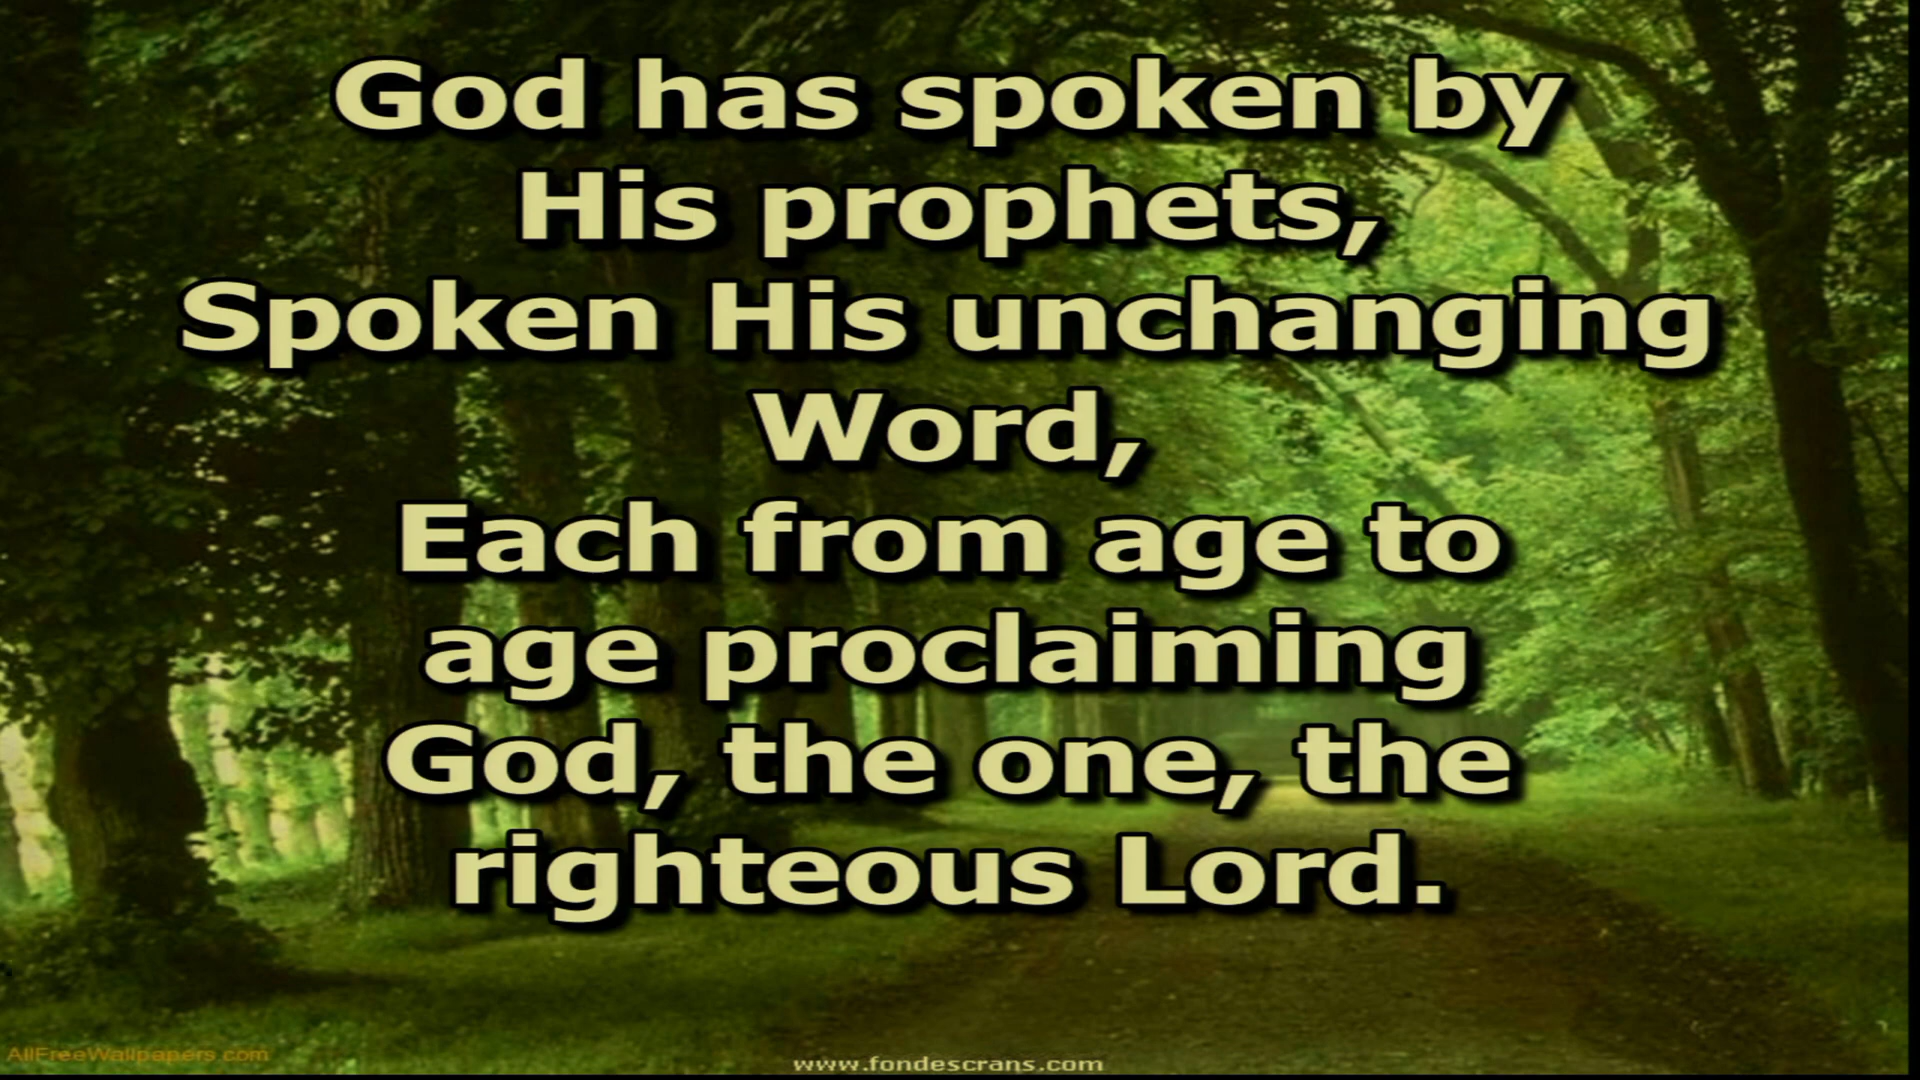 God has spoken by
His prophets,
Spoken His unchanging
Word,
Each from age to
age proclaiming
God, the one, the
righteous Lord.
AllFreeWallpapers.com
www.fondescrans.com